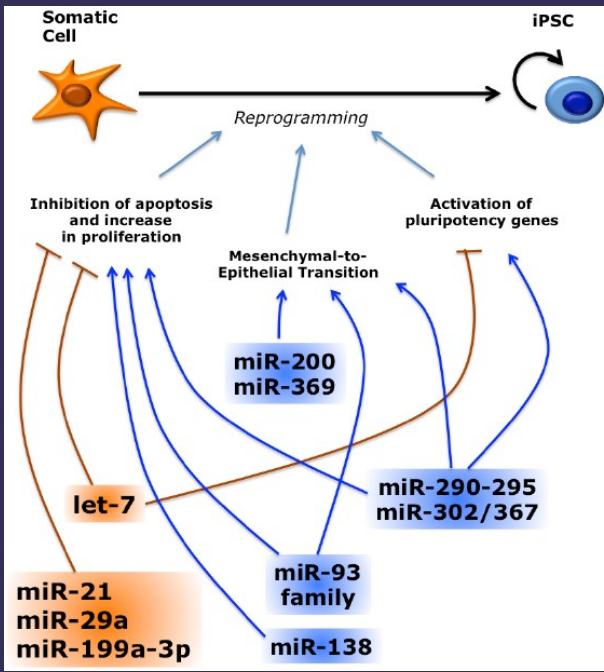 Somatic
Cell
iPSC
Reprogramming
Inhibition of apoptosis
and increase
in proliferation
Activation of
pluripotency genes
Mesenchymal-to-
Epithelial Transition
miR-200
miR-369
let-7
miR-290-295
miR-302/367
miR-93
family
miR-21
miR-29a
miR-199a-3p
miR-138